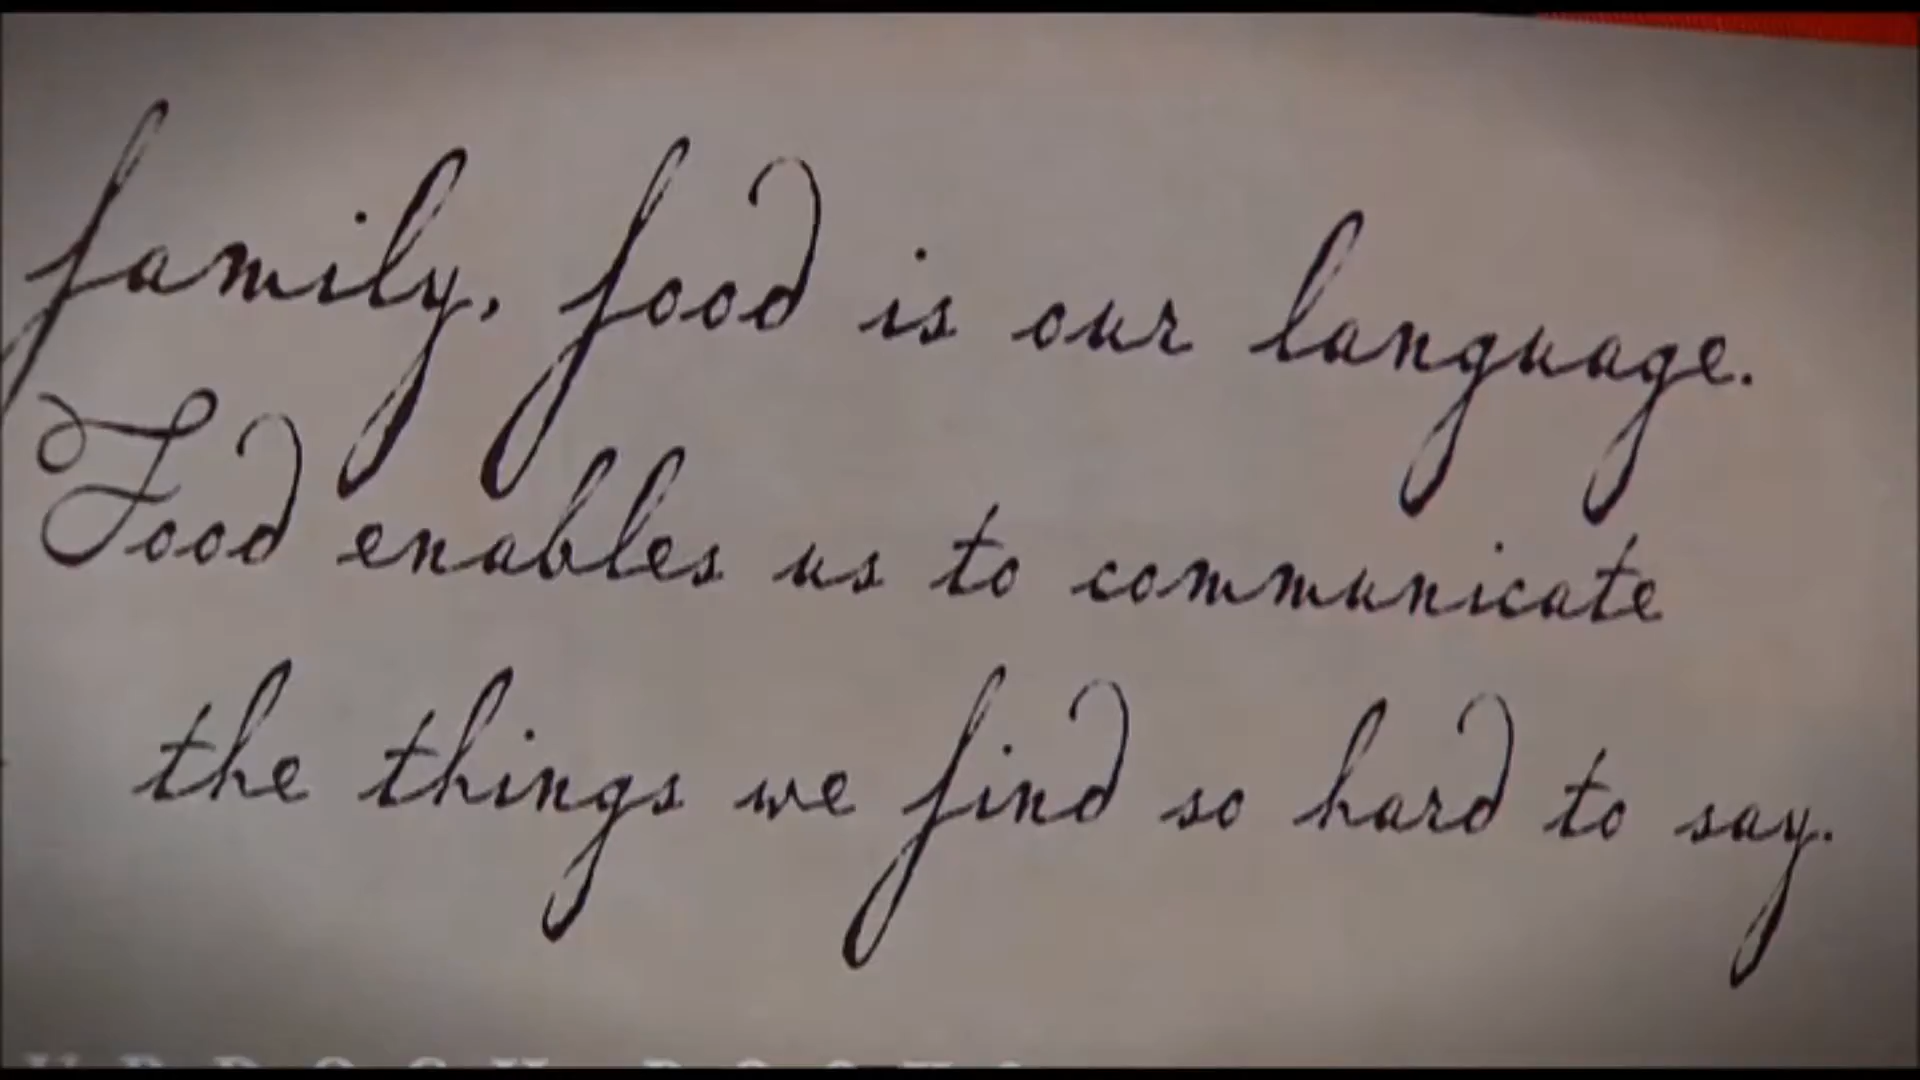 family, food is our language.
Food enables us to communicate
the things we find so hard to say.